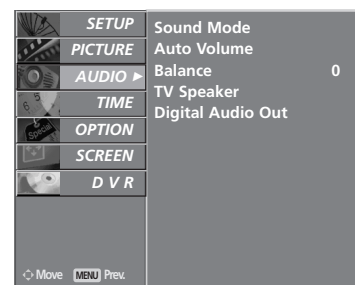 SETUP
PICTURE
AUDIO ►
TIME
OPTION
SCREEN
D V R
Sound Mode
Auto Volume
Balance 0
TV Speaker
Digital Audio Out
Special
Move MENU Prev.